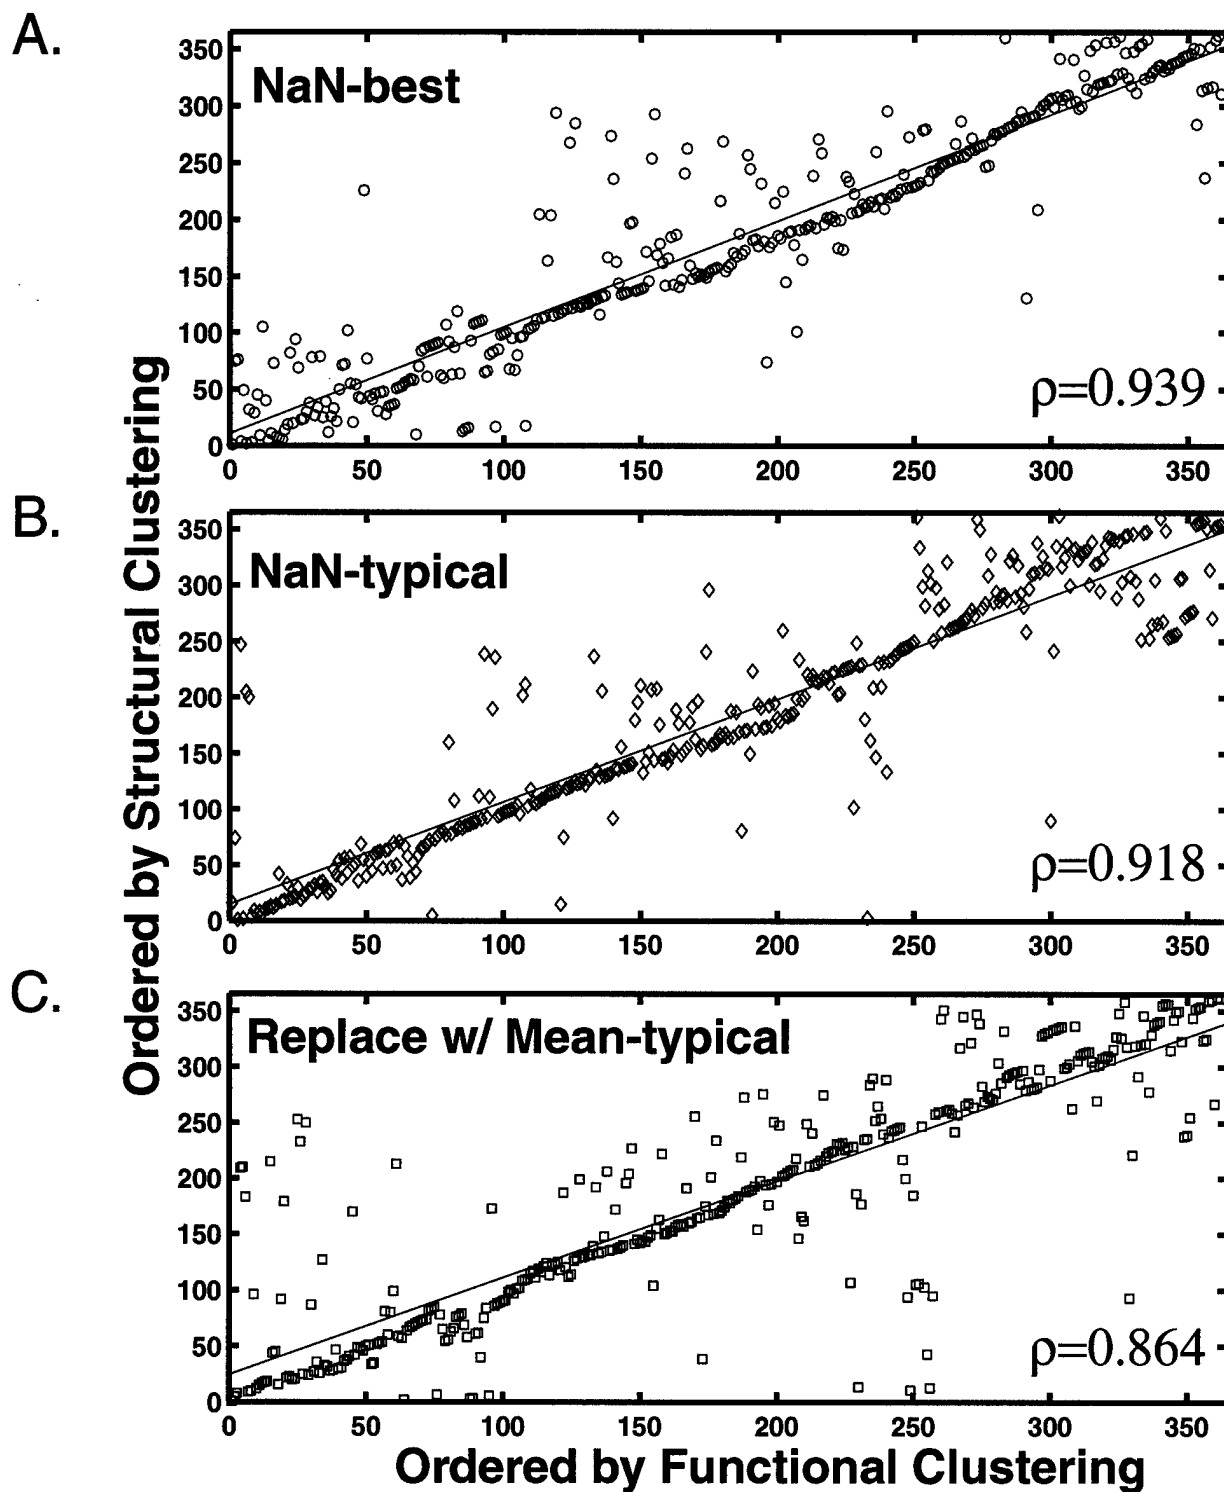 A.
NaN-best
350
300
250
200
150
100
50
0
ρ=0.939
0 50 100 150 200 250 300 350
B.
NaN-typical
350
300
250
200
150
100
50
0
ρ=0.918
0 50 100 150 200 250 300 350
C.
Replace w/ Mean-typical
350
300
250
200
150
100
50
0
ρ=0.864
0 50 100 150 200 250 300 350
Ordered by Structural Clustering
Ordered by Functional Clustering